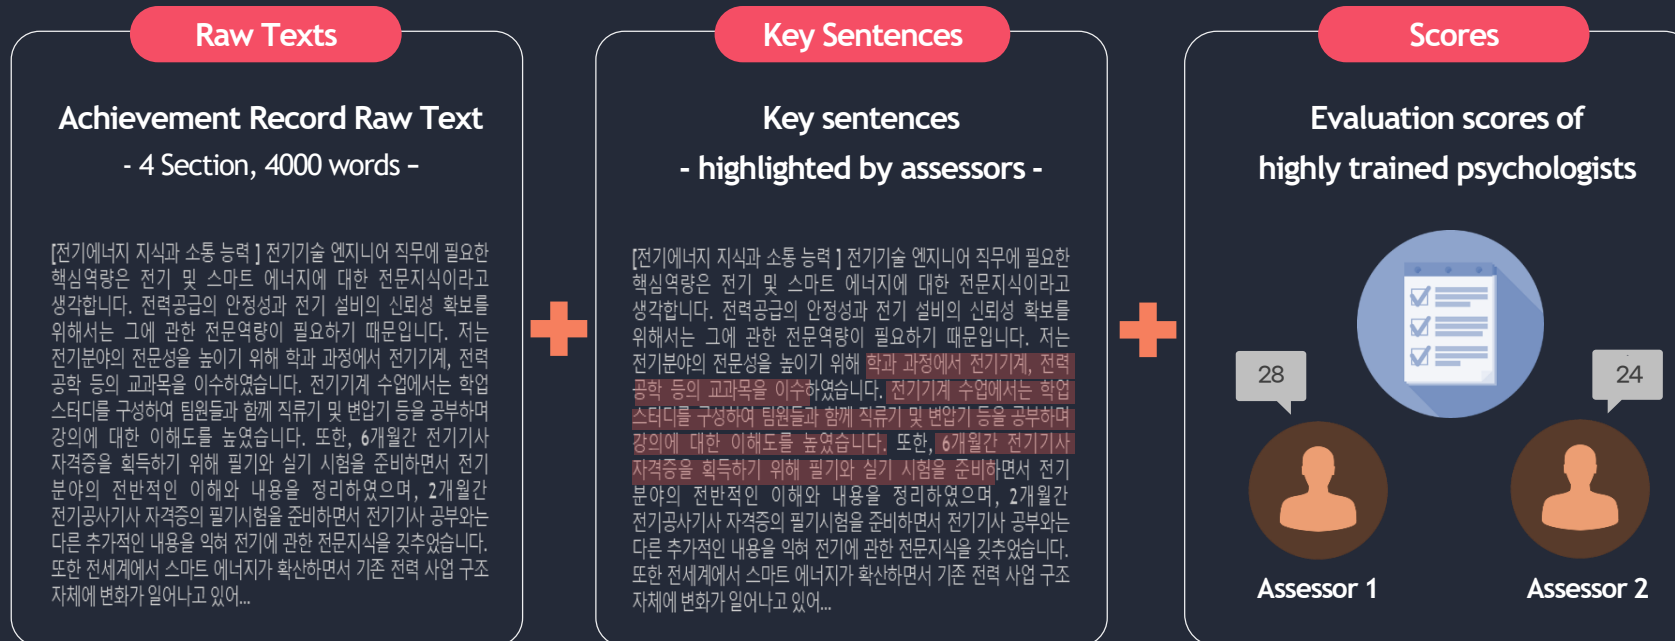 Raw Texts
Achievement Record Raw Text
- 4 Section, 4000 words –
[전기에너지 지식과 소통 능력 ] 전기기술 엔지니어 직무에 필요한
핵심역량은 전기 및 스마트 에너지에 대한 전문지식이라고
생각합니다. 전력공급의 안정성과 전기 설비의 신뢰성 확보를
위해서는 그에 관한 전문역량이 필요하기 때문입니다. 저는
전기분야의 전문성을 높이기 위해 학과 과정에서 전기기계, 전력
공학 등의 교과목을 이수하였습니다. 전기기계 수업에서는 학업
스터디를 구성하여 팀원들과 함께 직류기 및 변압기 등을 공부하며
강의에 대한 이해도를 높였습니다. 또한, 6개월간 전기기사
자격증을 획득하기 위해 필기와 실기 시험을 준비하면서 전기
분야의 전반적인 이해와 내용을 정리하였으며, 2개월간
전기공사기사 자격증의 필기시험을 준비하면서 전기기사 공부와는
다른 추가적인 내용을 익혀 전기에 관한 전문지식을 깆추었습니다.
또한 전세계에서 스마트 에너지가 확산하면서 기존 전력 사업 구조
자체에 변화가 일어나고 있어...
Key Sentences
Key sentences
- highlighted by assessors -
[전기에너지 지식과 소통 능력 ] 전기기술 엔지니어 직무에 필요한
핵심역량은 전기 및 스마트 에너지에 대한 전문지식이라고
생각합니다. 전력공급의 안정성과 전기 설비의 신뢰성 확보를
위해서는 그에 관한 전문역량이 필요하기 때문입니다. 저는
전기분야의 전문성을 높이기 위해 학과 과정에서 전기기계, 전력
공학 등의 교과목을 이수하였습니다. 전기기계 수업에서는 학업
스터디를 구성하여 팀원들과 함께 직류기 및 변압기 등을 공부하며
강의에 대한 이해도를 높였습니다. 또한, 6개월간 전기기사
자격증을 획득하기 위해 필기와 실기 시험을 준비하면서 전기
분야의 전반적인 이해와 내용을 정리하였으며, 2개월간
전기공사기사 자격증의 필기시험을 준비하면서 전기기사 공부와는
다른 추가적인 내용을 익혀 전기에 관한 전문지식을 깆추었습니다.
또한 전세계에서 스마트 에너지가 확산하면서 기존 전력 사업 구조
자체에 변화가 일어나고 있어...
Scores
Evaluation scores of
highly trained psychologists
28
24
Assessor 1
Assessor 2